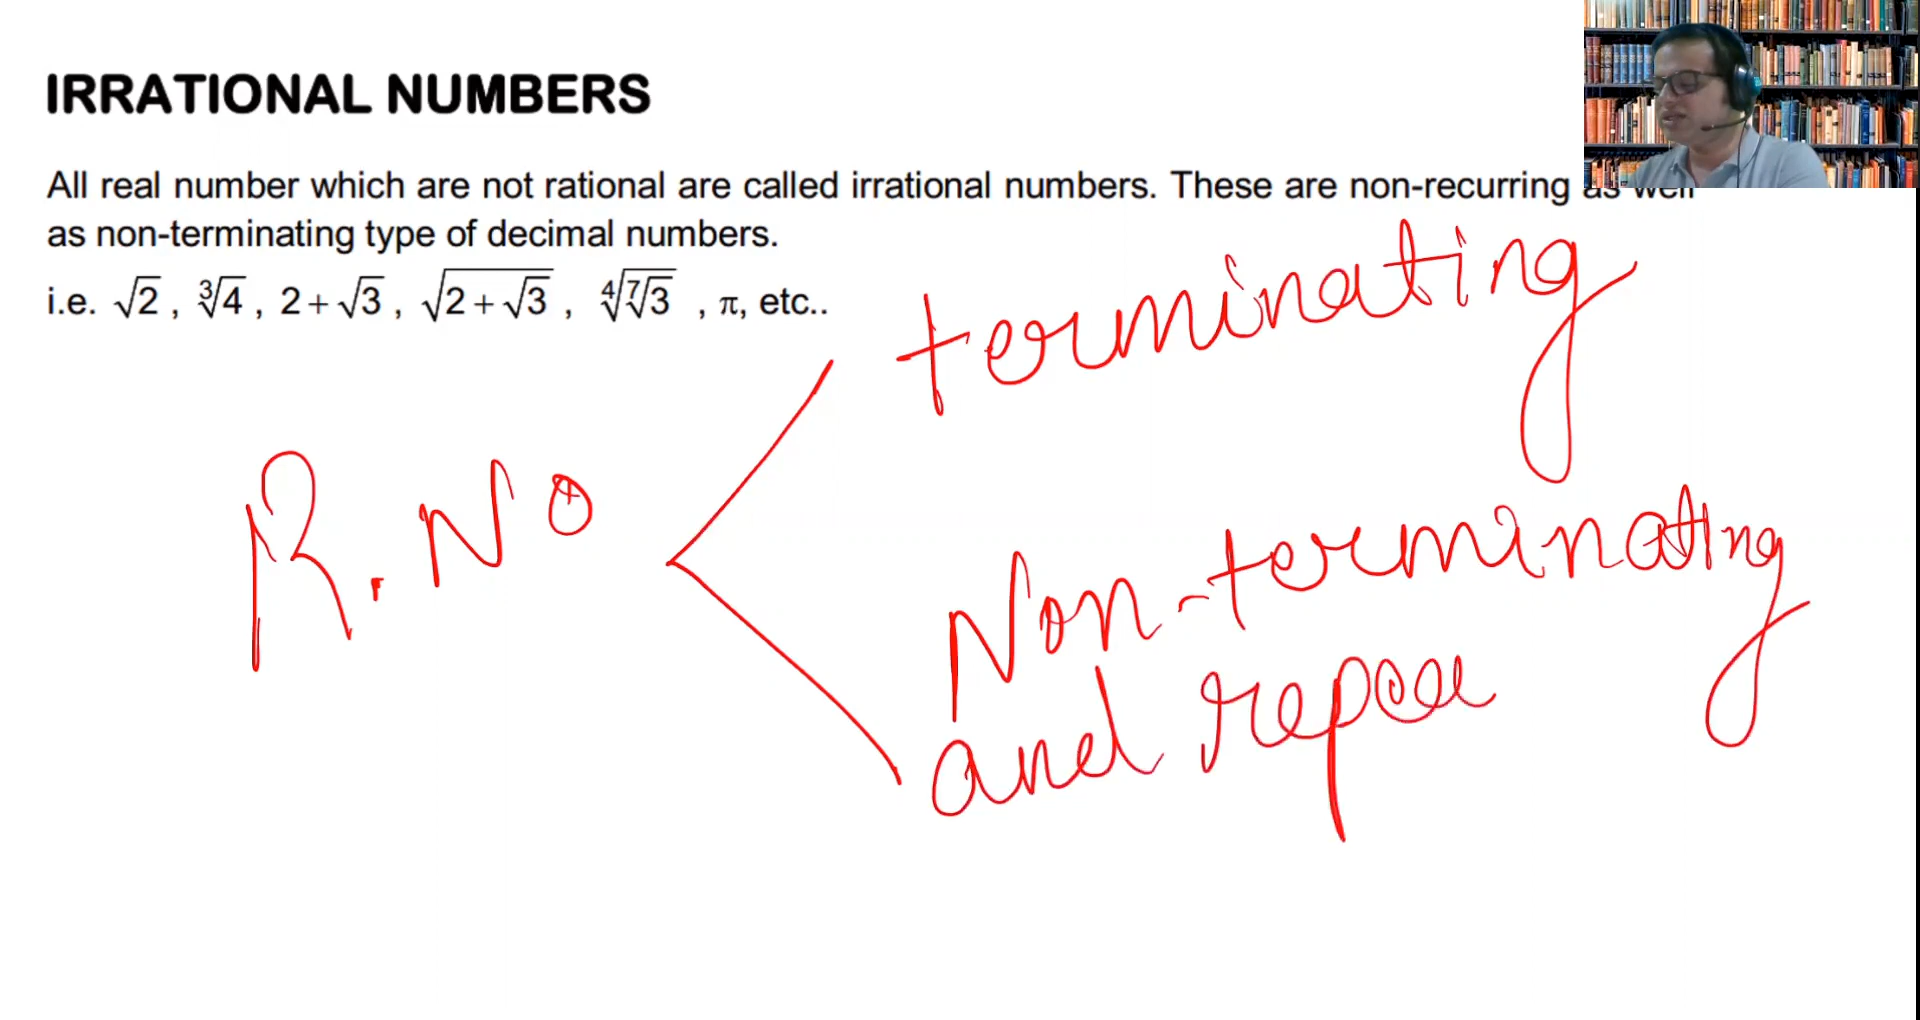 IRRATIONAL NUMBERS
All real number which are not rational are called irrational numbers. These are non-recurring as well
as non-terminating type of decimal numbers.
i.e. √2 , ∛4 , 2 + √3 , √(2 + √3) , ∜(⁷√3) , π, etc..
terminating
R. No
Non-terminating
and repea